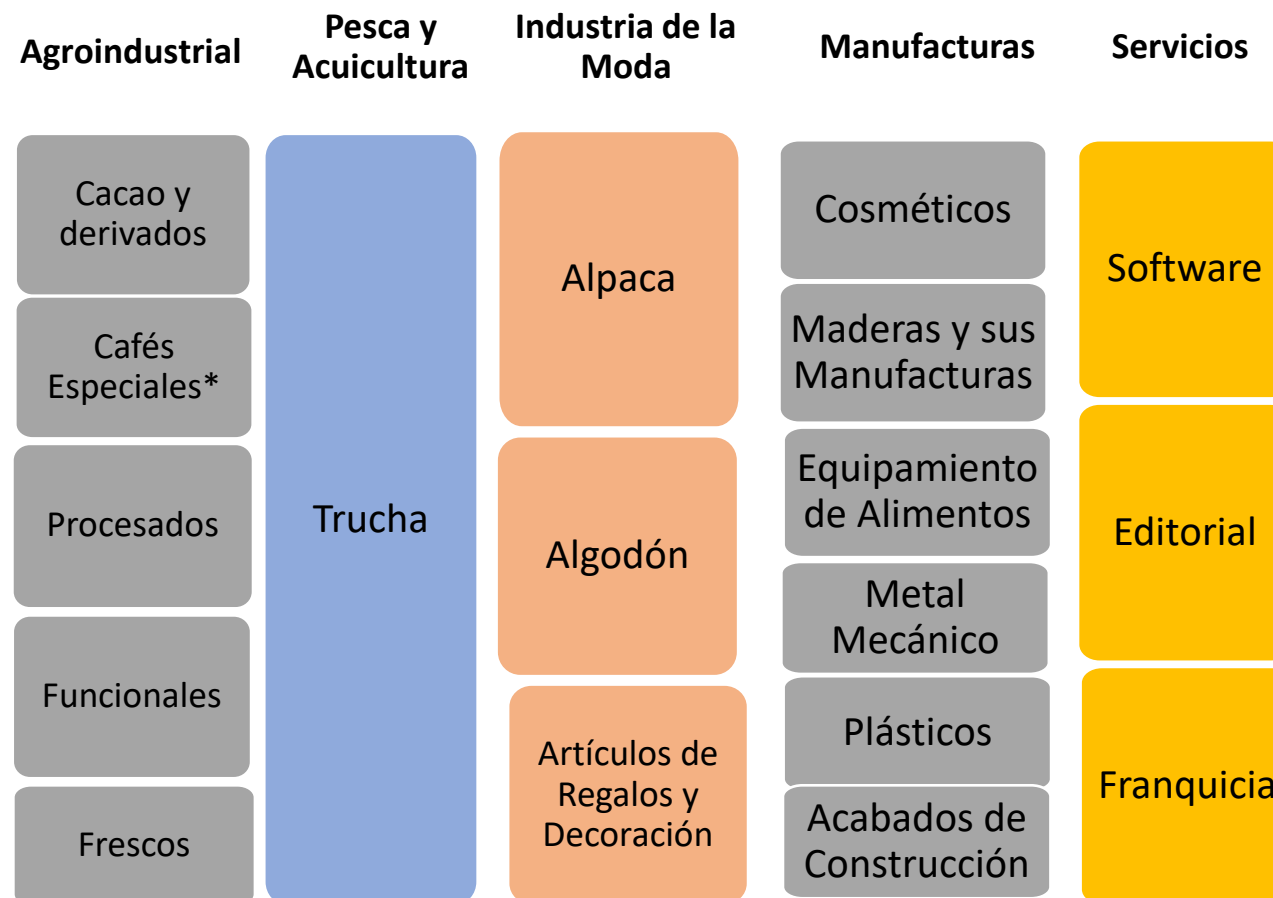 Agroindustrial
Pesca y
Acuicultura
Industria de la
Moda
Manufacturas
Servicios
Cacao y
derivados
Cafés
Especiales*
Procesados
Funcionales
Frescos
Trucha
Alpaca
Algodón
Artículos de
Regalos y
Decoración
Cosméticos
Maderas y sus
Manufacturas
Equipamiento
de Alimentos
Metal
Mecánico
Plásticos
Acabados de
Construcción
Software
Editorial
Franquicia